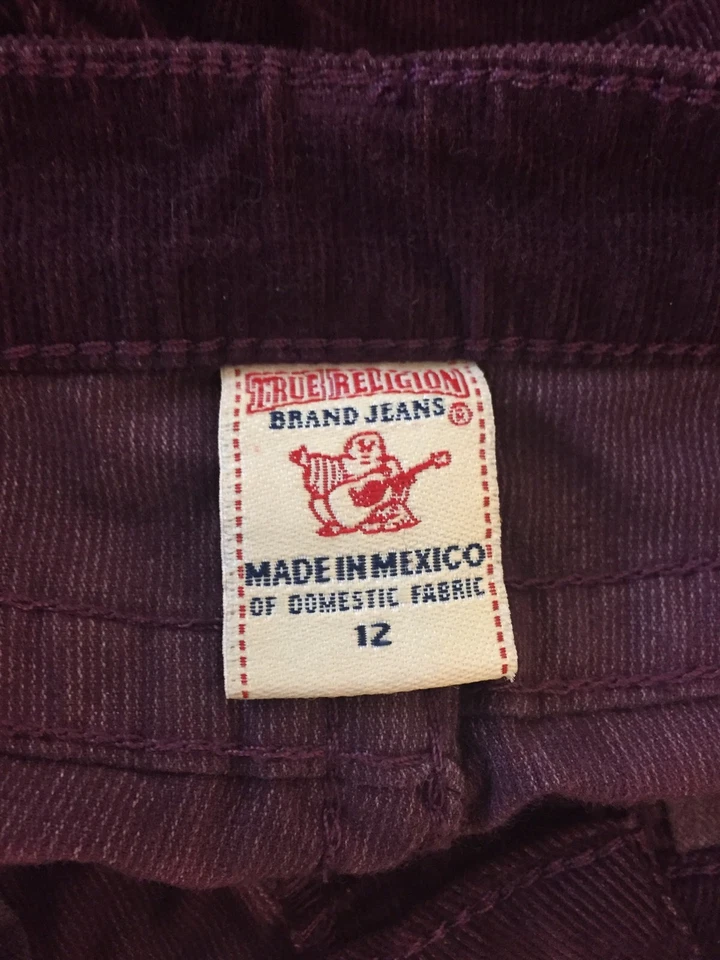 TRUE RELIGION
BRAND JEANS ®
MADE IN MEXICO
OF DOMESTIC FABRIC
12